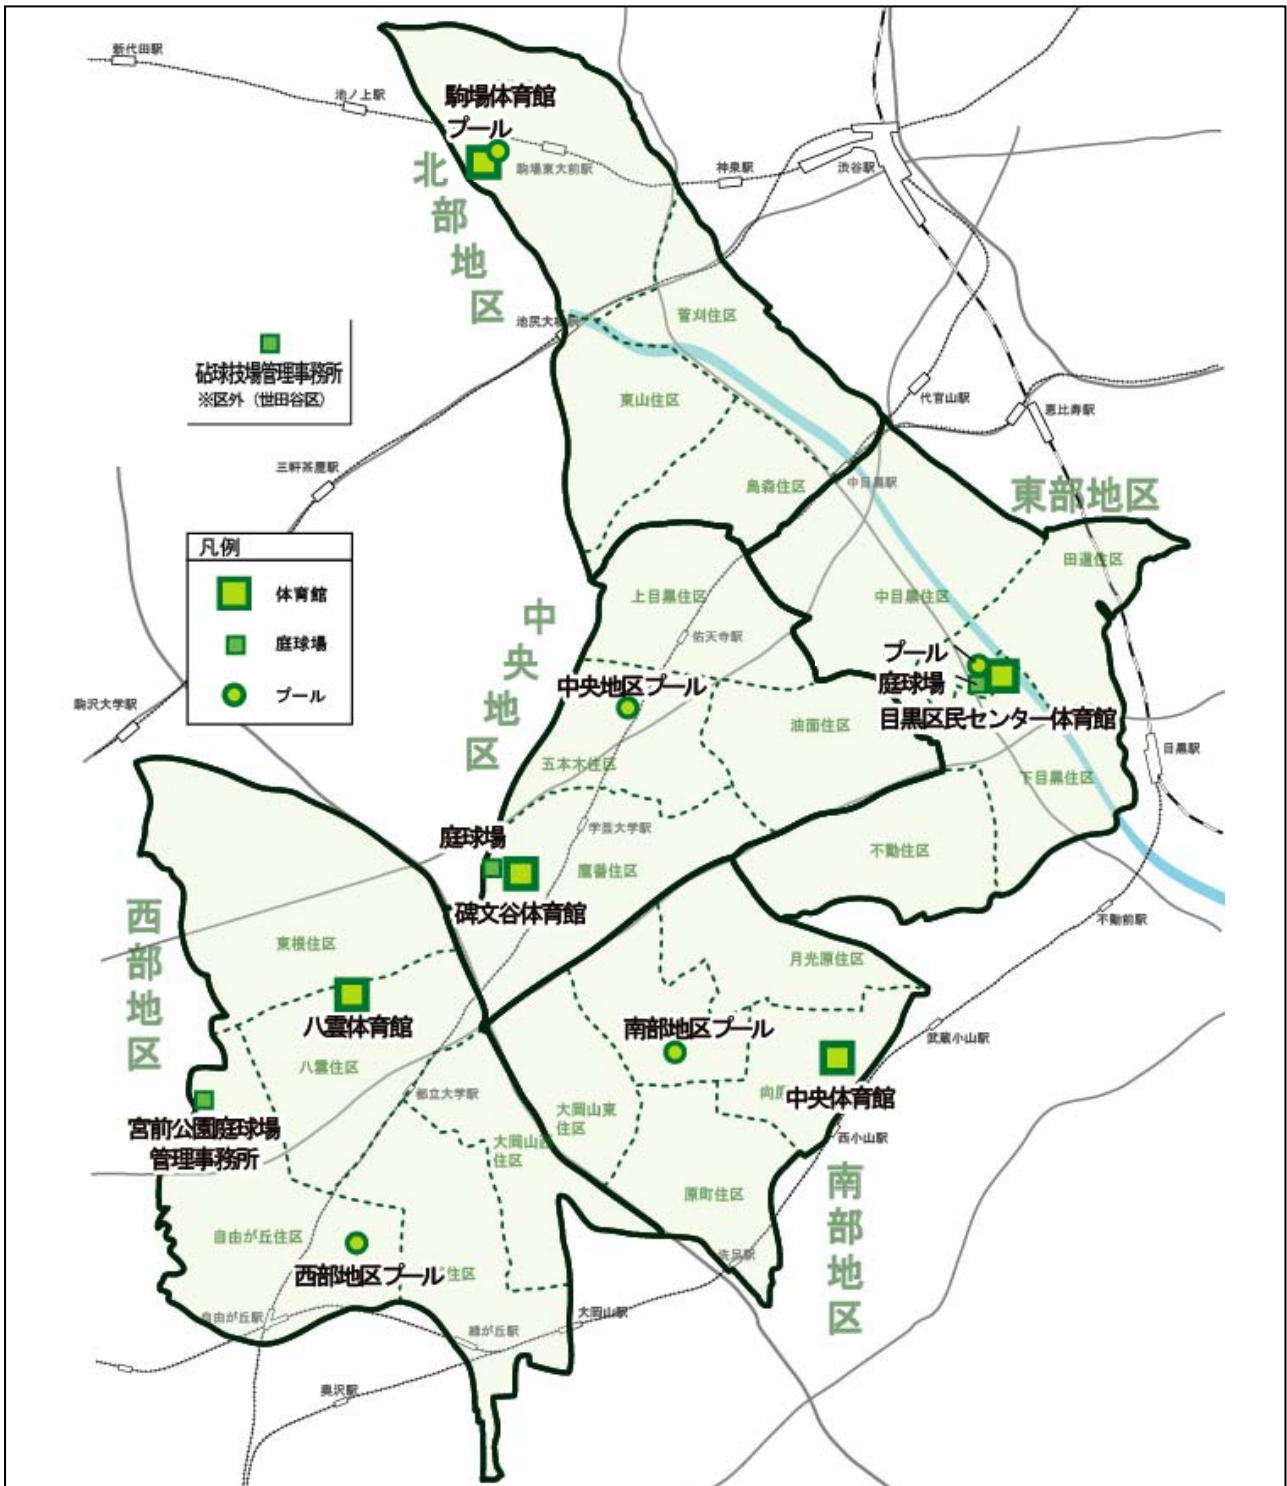 新代田駅
池ノ上駅
駒場体育館
プール
駒場東大前駅
神泉駅
渋谷駅
北部地区
菅刈住区
池尻大橋
砧球技場管理事務所
※区外（世田谷区）
東山住区
代官山駅
恵比寿駅
三軒茶屋駅
烏森住区
中目黒駅
東部地区
凡例
体育館
庭球場
プール
田道住区
上目黒住区
中目黒住区
中央地区
祐天寺駅
プール
庭球場
目黒区民センター体育館
中央地区プール
駒沢大学駅
油面住区
目黒駅
五本木住区
下目黒住区
学芸大学駅
庭球場
不動住区
鷹番住区
碑文谷体育館
西部地区
不動前駅
東根住区
月光原住区
八雲体育館
南部地区プール
武蔵小山駅
八雲住区
都立大学駅
向原
中央体育館
大岡山東
住区
宮前公園庭球場
管理事務所
西小山駅
大岡山西
住区
原町住区
南部地区
自由が丘住区
西部地区プール
住区
洗足駅
自由が丘駅
緑が丘駅
大岡山駅
奥沢駅